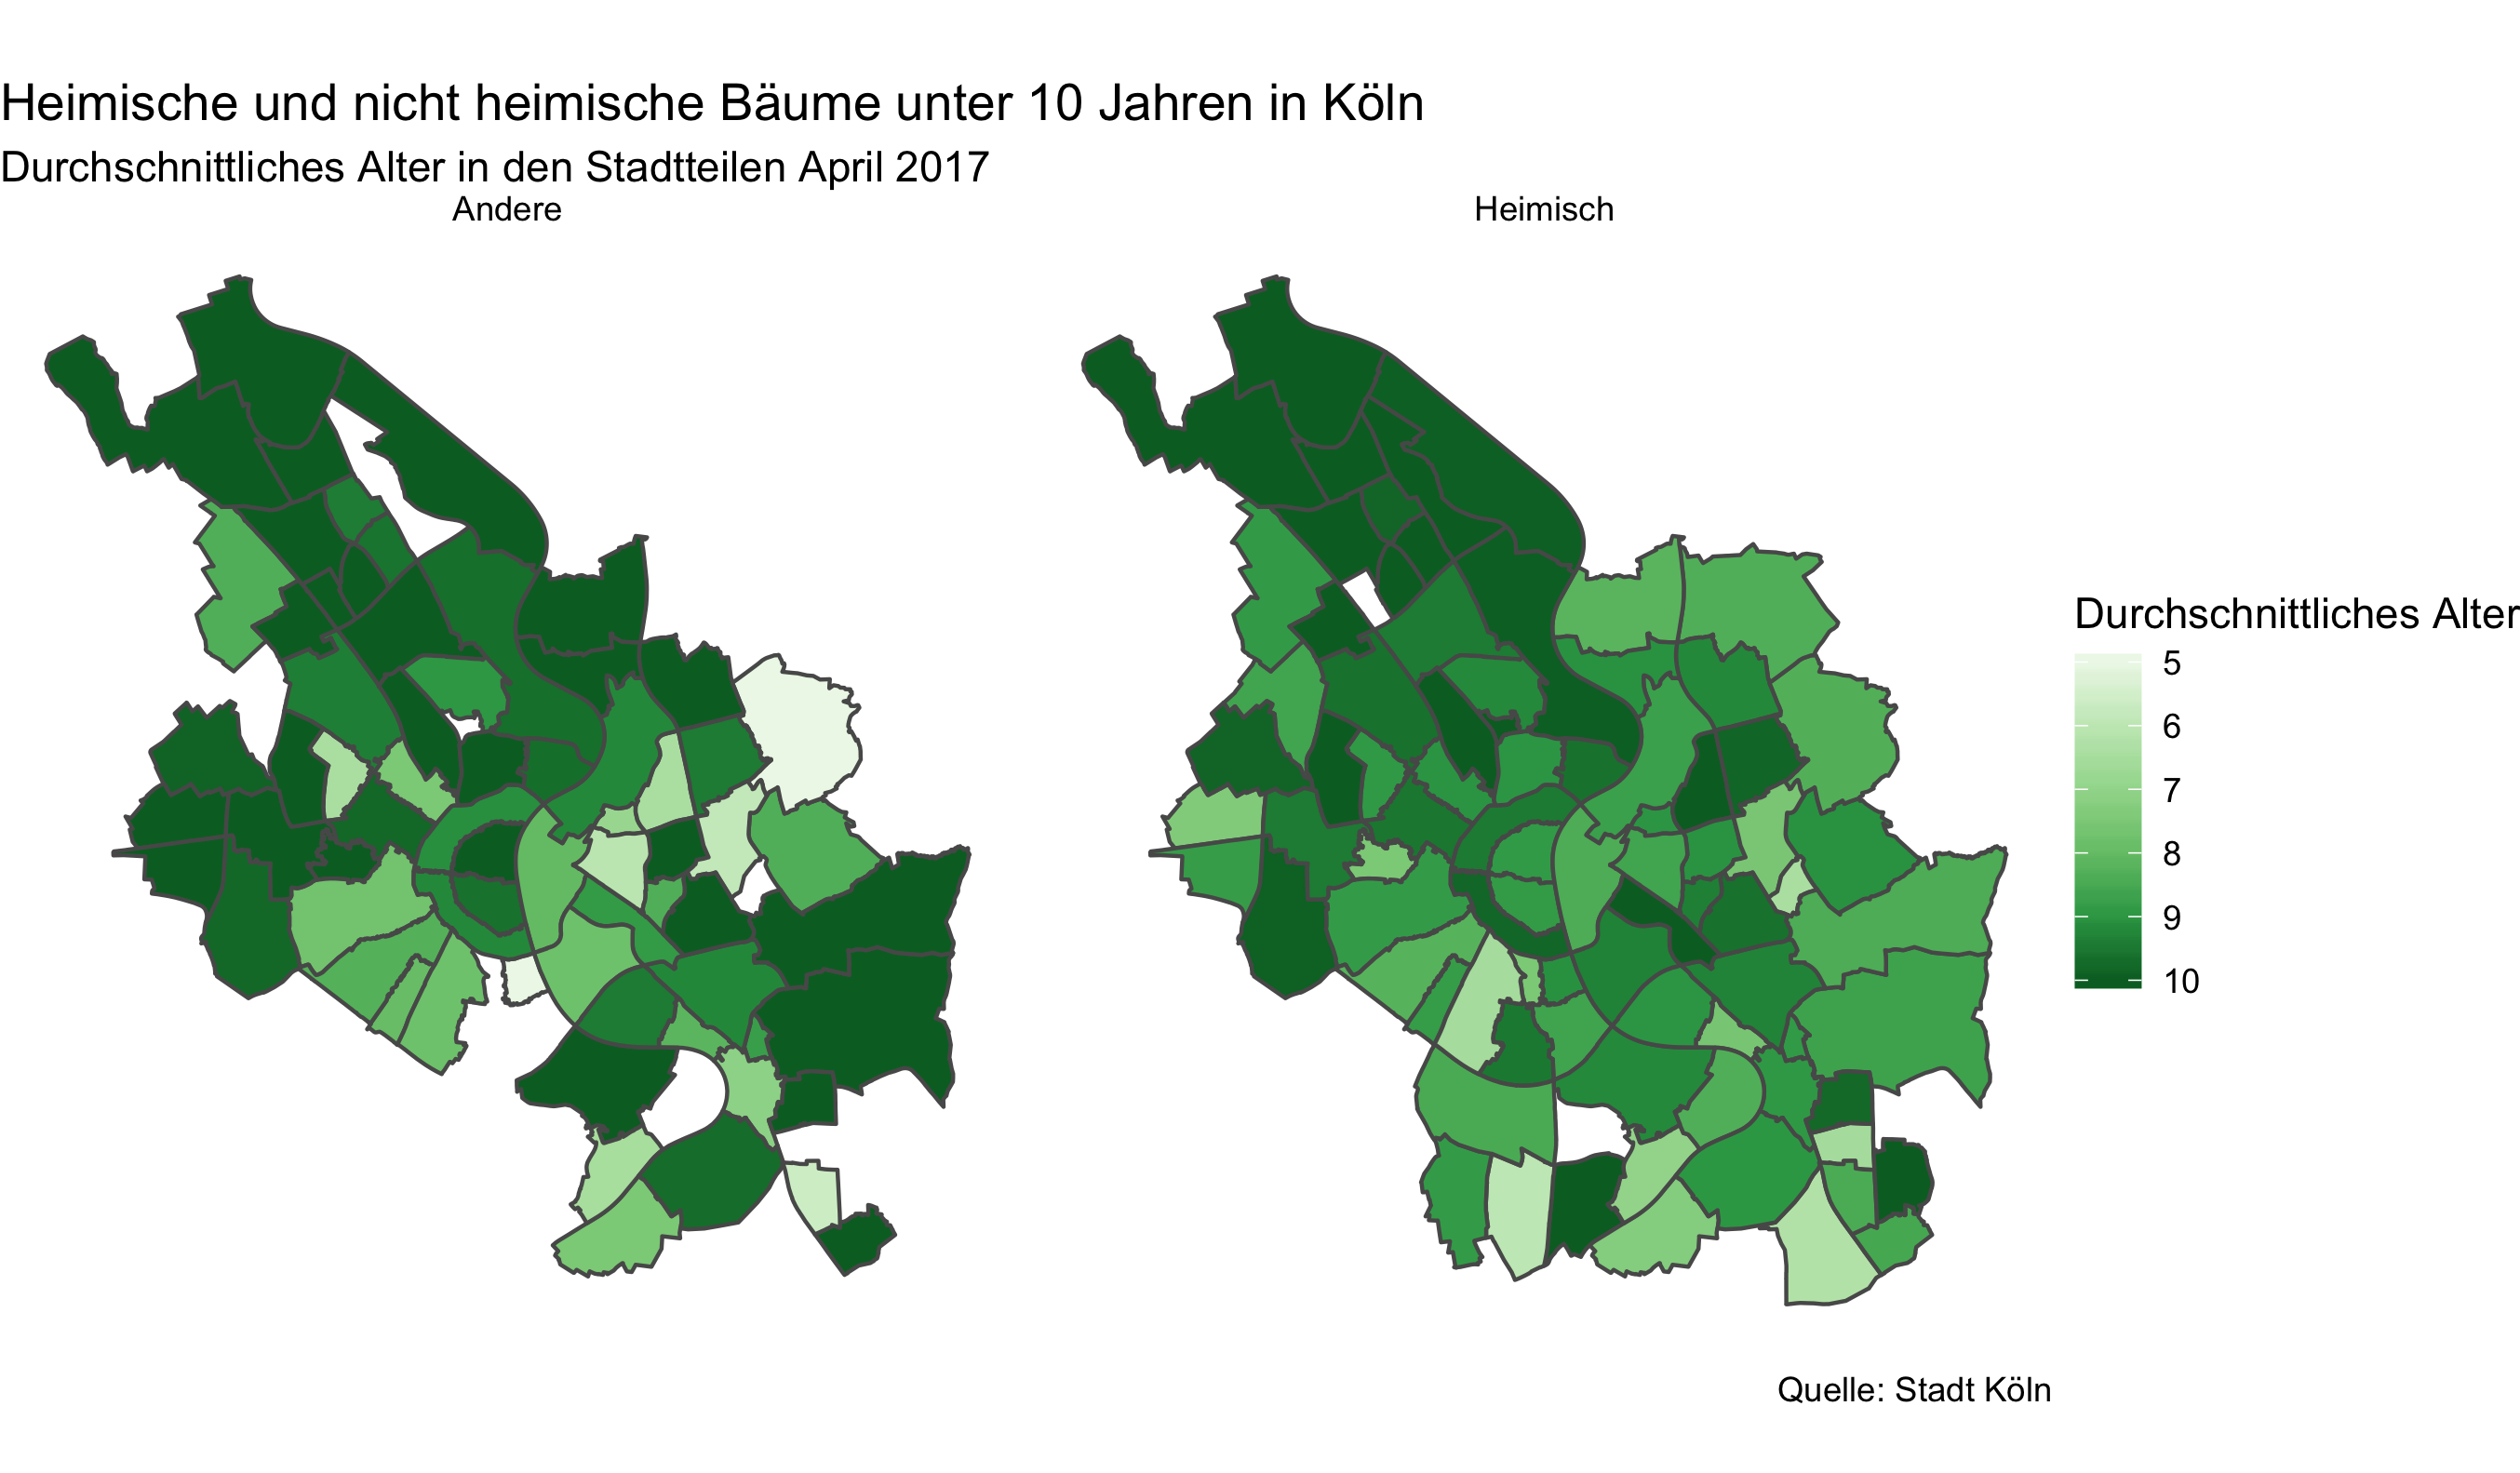 Heimische und nicht heimische Bäume unter 10 Jahren in Köln
Durchschnittliches Alter in den Stadtteilen April 2017
Andere
Heimisch
Durchschnittliches Alter
5
6
7
8
9
10
Quelle: Stadt Köln